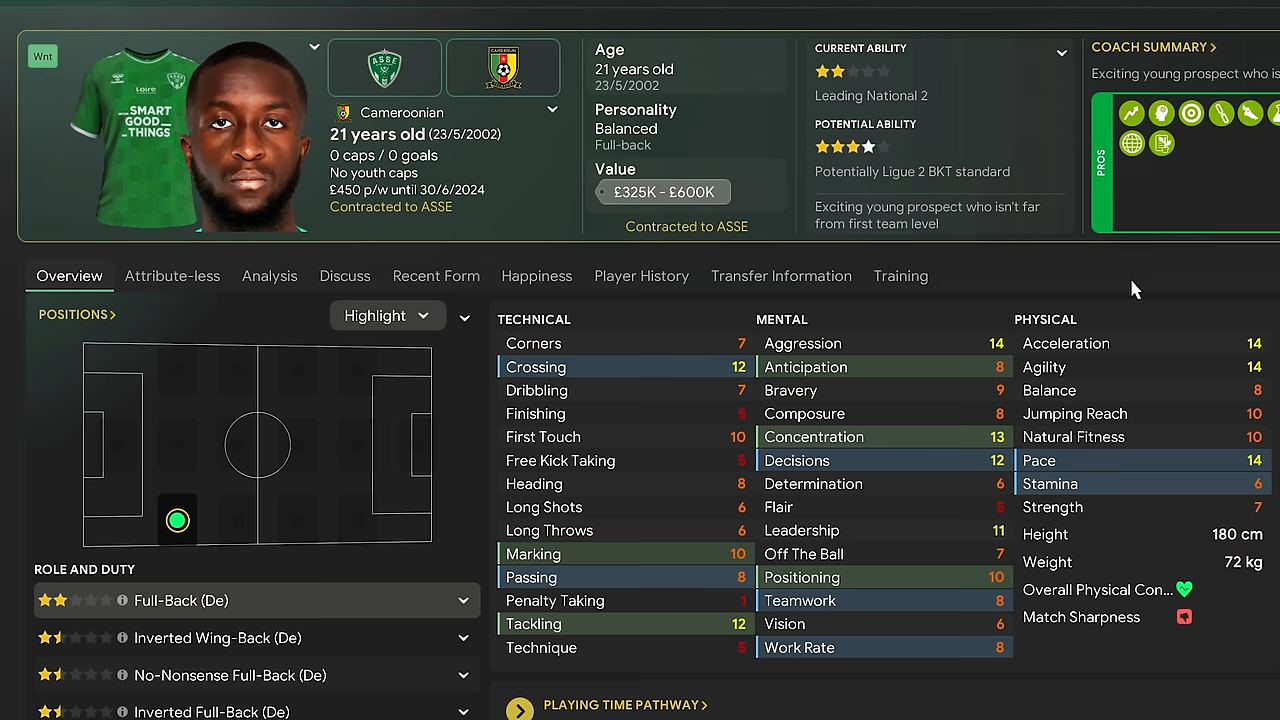 Wnt
Loire
SMART
GOOD
THINGS
ASSE
CAMEROUN
Cameroonian
21 years old (23/5/2002)
0 caps / 0 goals
No youth caps
£450 p/w until 30/6/2024
Contracted to ASSE
Age
21 years old
23/5/2002
Personality
Balanced
Full-back
Value
£325K - £600K
Contracted to ASSE
CURRENT ABILITY
Leading National 2
POTENTIAL ABILITY
Potentially Ligue 2 BKT standard
Exciting young prospect who isn't far
from first team level
COACH SUMMARY >
Exciting young prospect who is
PROS
Overview Attribute-less Analysis Discuss Recent Form Happiness Player History Transfer Information Training
POSITIONS >
Highlight
ROLE AND DUTY
Full-Back (De)
Inverted Wing-Back (De)
No-Nonsense Full-Back (De)
Inverted Full-Back (De)
TECHNICAL
Corners 7
Crossing 12
Dribbling 7
Finishing 5
First Touch 10
Free Kick Taking 5
Heading 8
Long Shots 6
Long Throws 6
Marking 10
Passing 8
Penalty Taking 1
Tackling 12
Technique 5
MENTAL
Aggression 14
Anticipation 8
Bravery 9
Composure 8
Concentration 13
Decisions 12
Determination 6
Flair 5
Leadership 11
Off The Ball 7
Positioning 10
Teamwork 8
Vision 6
Work Rate 8
PHYSICAL
Acceleration 14
Agility 14
Balance 8
Jumping Reach 10
Natural Fitness 10
Pace 14
Stamina 6
Strength 7
Height 180 cm
Weight 72 kg
Overall Physical Con...
Match Sharpness
PLAYING TIME PATHWAY >